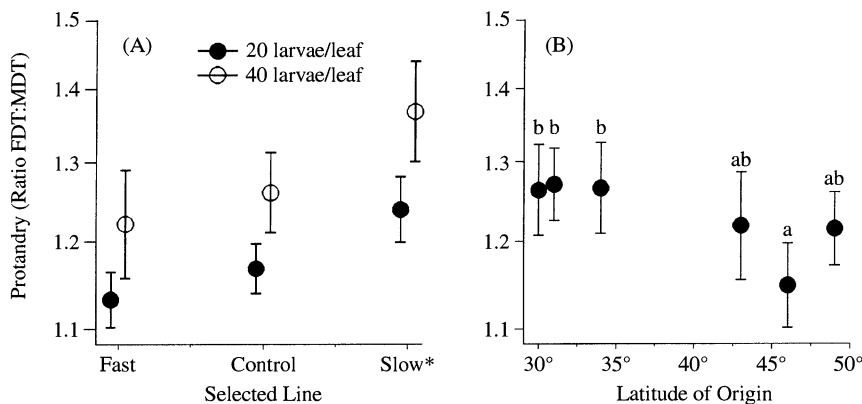 Protandry (Ratio FDT:MDT)
1.5
1.4
1.3
1.2
1.1
(A)
20 larvae/leaf
40 larvae/leaf
Fast Control Slow*
Selected Line
1.5
1.4
1.3
1.2
1.1
(B)
b b b ab a ab
30° 35° 40° 45° 50°
Latitude of Origin